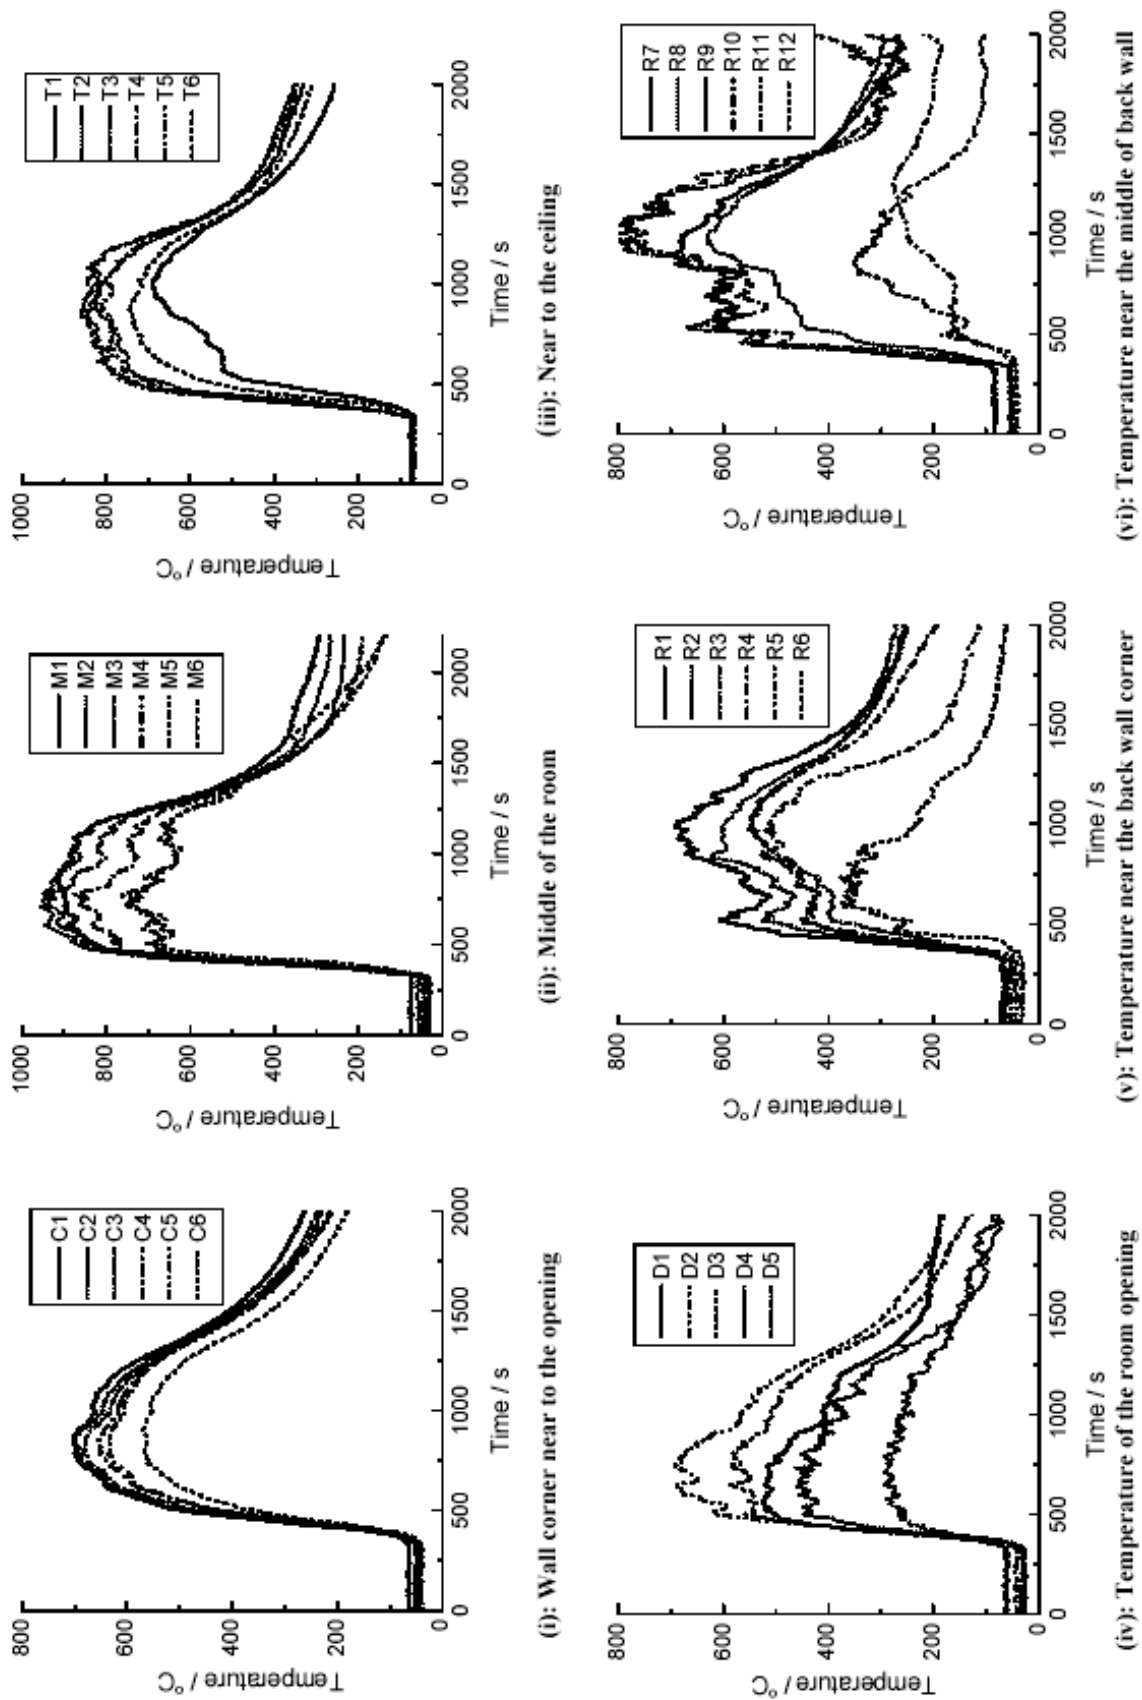 C1
C2
C3
C4
C5
C6
800
600
400
200
0
0
500
1000
1500
2000
Temperature / °C
Time / s
(i): Wall corner near to the opening
M1
M2
M3
M4
M5
M6
1000
800
600
400
200
0
0
500
1000
1500
2000
Temperature / °C
Time / s
(ii): Middle of the room
T1
T2
T3
T4
T5
T6
1000
800
600
400
200
0
0
500
1000
1500
2000
Temperature / °C
Time / s
(iii): Near to the ceiling
D1
D2
D3
D4
D5
800
600
400
200
0
0
500
1000
1500
2000
Temperature / °C
Time / s
(iv): Temperature of the room opening
R1
R2
R3
R4
R5
R6
800
600
400
200
0
0
500
1000
1500
2000
Temperature / °C
Time / s
(v): Temperature near the back wall corner
R7
R8
R9
R10
R11
R12
800
600
400
200
0
0
500
1000
1500
2000
Temperature / °C
Time / s
(vi): Temperature near the middle of back wall